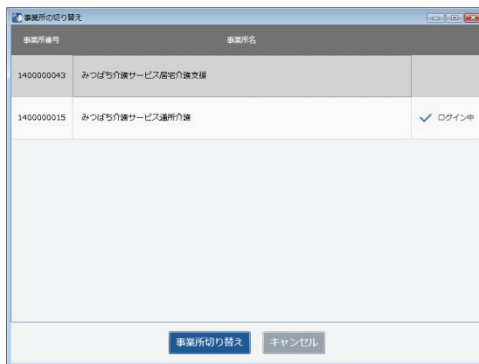 事業所の切り替え
事業所番号 事業所名
1400000043 みつばち介護サービス居宅介護支援
1400000015 みつばち介護サービス通所介護 ログイン中
事業所切り替え キャンセル